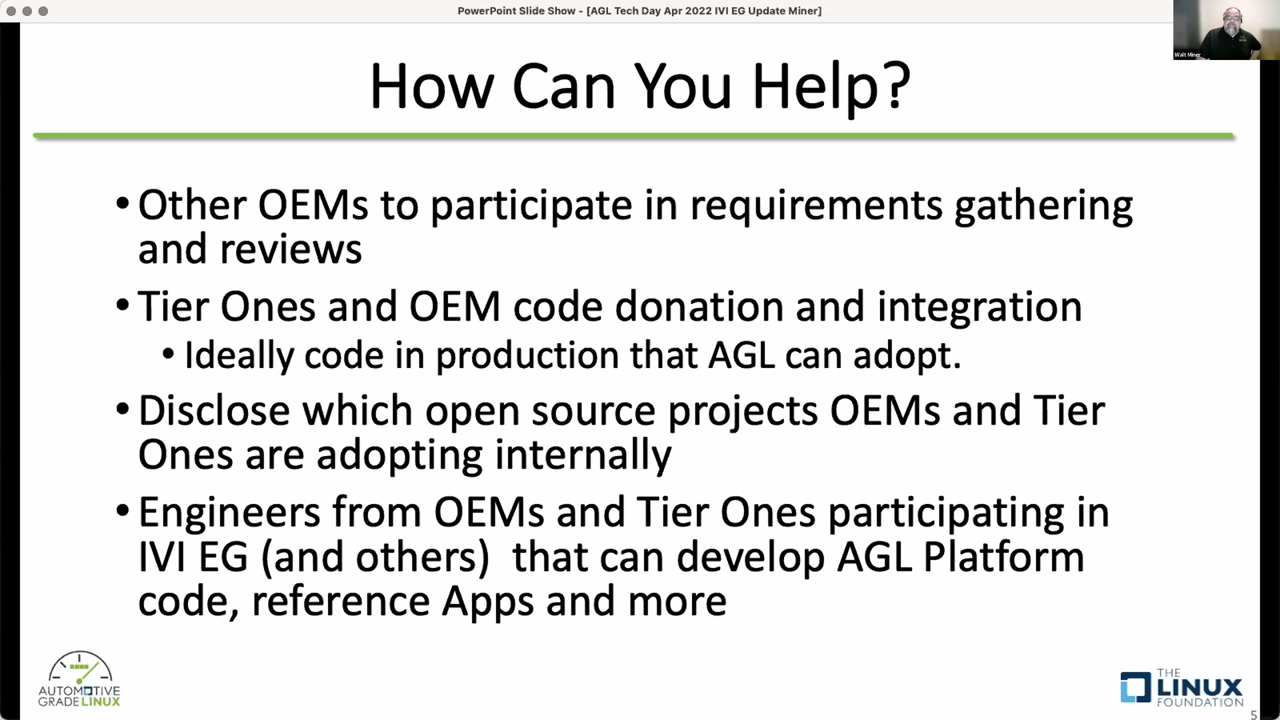 PowerPoint Slide Show - [AGL Tech Day Apr 2022 IVI EG Update Miner]
Walt Miner
How Can You Help?
• Other OEMs to participate in requirements gathering
and reviews
• Tier Ones and OEM code donation and integration
• Ideally code in production that AGL can adopt.
• Disclose which open source projects OEMs and Tier
Ones are adopting internally
• Engineers from OEMs and Tier Ones participating in
IVI EG (and others)  that can develop AGL Platform
code, reference Apps and more
AUTOMOTIVE
GRADELINUX
THE
LINUX
FOUNDATION
5